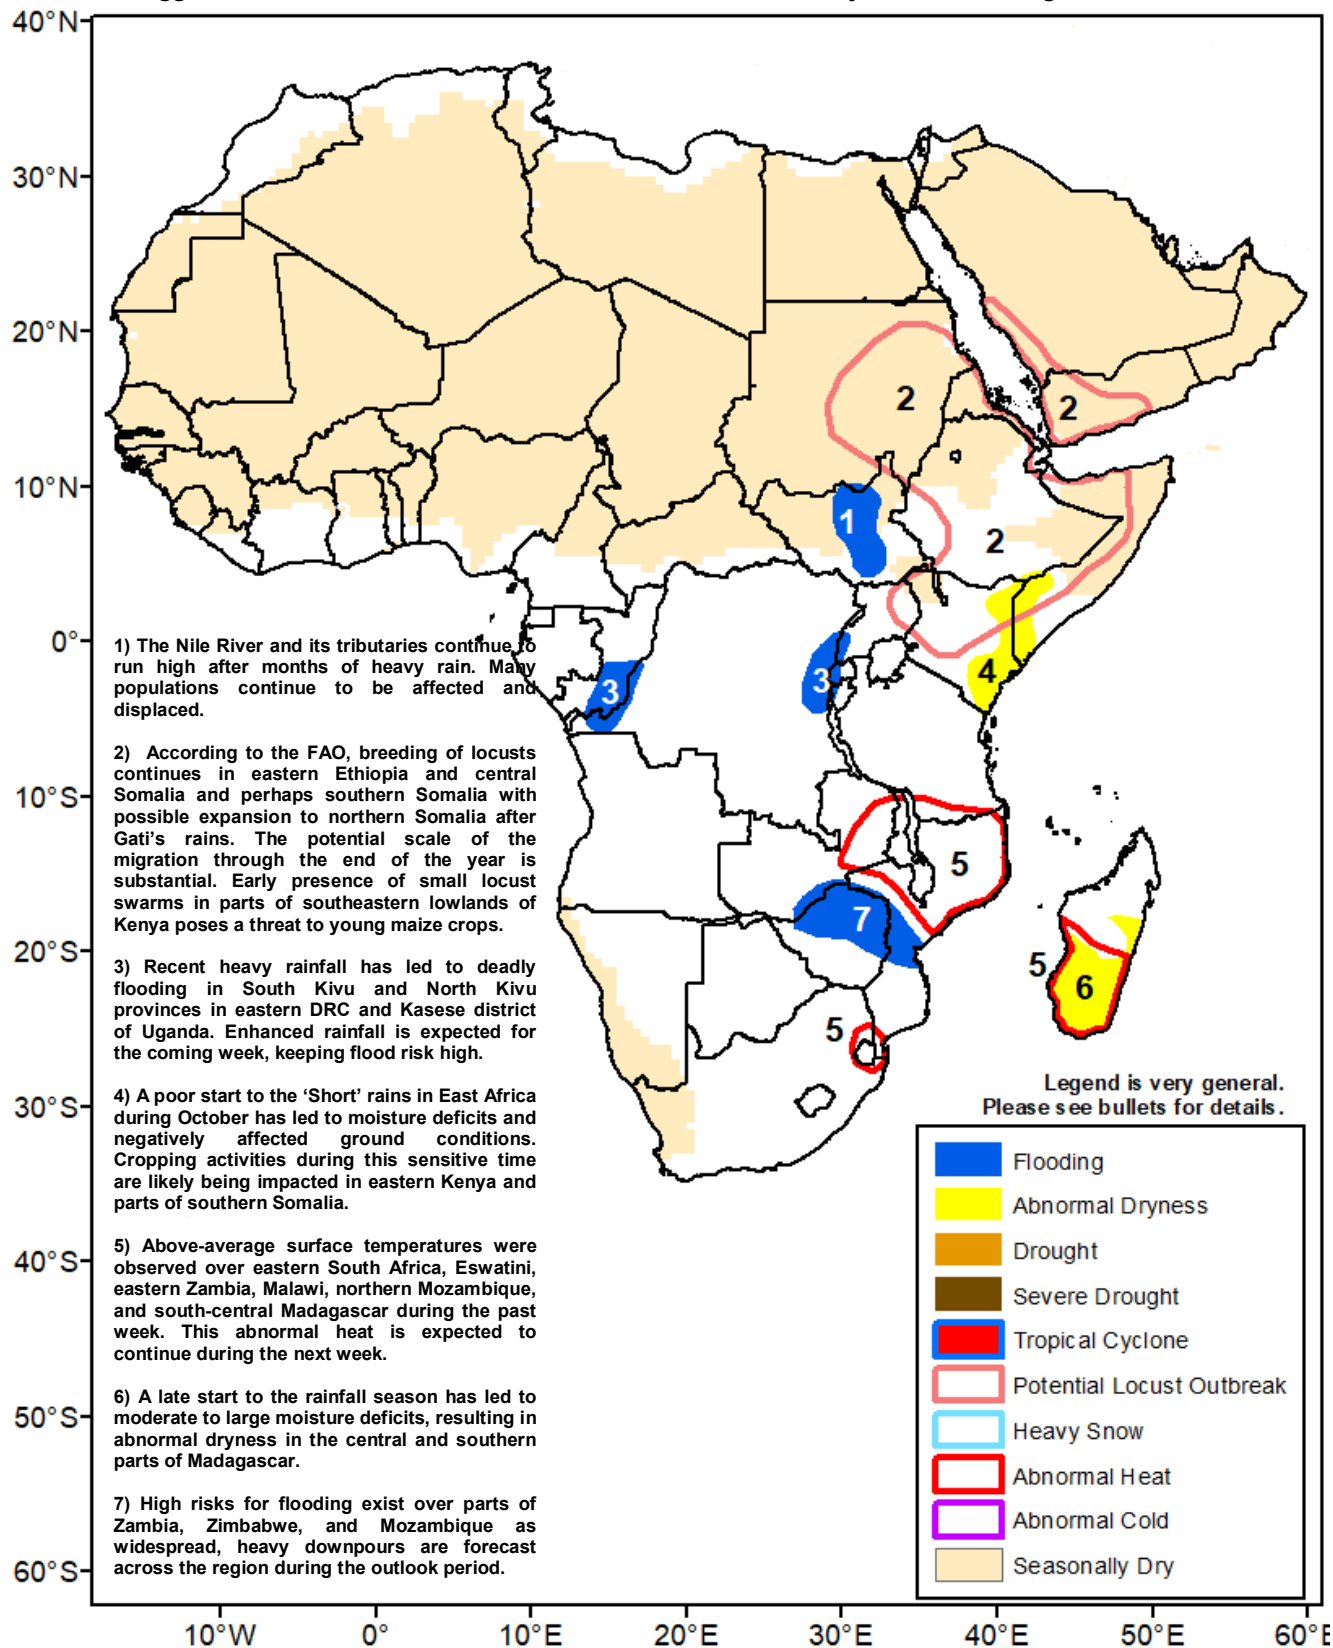 40°N
30°N
20°N
10°N
0°
10°S
20°S
30°S
40°S
50°S
60°S
10°W
0°
10°E
20°E
30°E
40°E
50°E
60°E
2
2
1
2
3
3
4
5
7
5
6
5
1) The Nile River and its tributaries continue to
run high after months of heavy rain. Many
populations continue to be affected and
displaced.
2) According to the FAO, breeding of locusts
continues in eastern Ethiopia and central
Somalia and perhaps southern Somalia with
possible expansion to northern Somalia after
Gati's rains. The potential scale of the
migration through the end of the year is
substantial. Early presence of small locust
swarms in parts of southeastern lowlands of
Kenya poses a threat to young maize crops.
3) Recent heavy rainfall has led to deadly
flooding in South Kivu and North Kivu
provinces in eastern DRC and Kasese district
of Uganda. Enhanced rainfall is expected for
the coming week, keeping flood risk high.
4) A poor start to the ‘Short’ rains in East Africa
during October has led to moisture deficits and
negatively affected ground conditions.
Cropping activities during this sensitive time
are likely being impacted in eastern Kenya and
parts of southern Somalia.
5) Above-average surface temperatures were
observed over eastern South Africa, Eswatini,
eastern Zambia, Malawi, northern Mozambique,
and south-central Madagascar during the past
week. This abnormal heat is expected to
continue during the next week.
6) A late start to the rainfall season has led to
moderate to large moisture deficits, resulting in
abnormal dryness in the central and southern
parts of Madagascar.
7) High risks for flooding exist over parts of
Zambia, Zimbabwe, and Mozambique as
widespread, heavy downpours are forecast
across the region during the outlook period.
Legend is very general.
Please see bullets for details.
Flooding
Abnormal Dryness
Drought
Severe Drought
Tropical Cyclone
Potential Locust Outbreak
Heavy Snow
Abnormal Heat
Abnormal Cold
Seasonally Dry